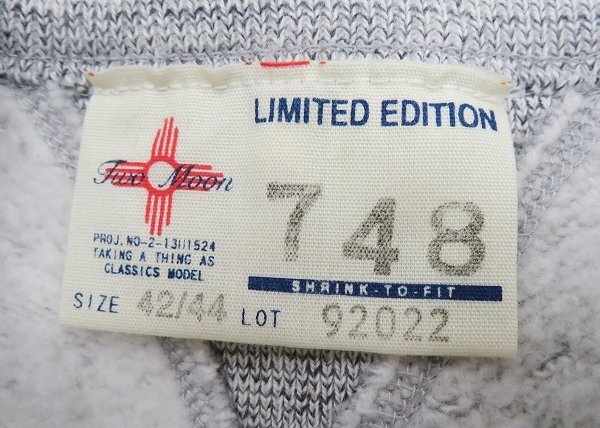 LIMITED EDITION
Two Moon
748
PROJ.NO-2-13111524
TAKING A THING AS
CLASSICS MODEL
SHRINK-TO-FIT
SIZE 42/44 LOT 92022